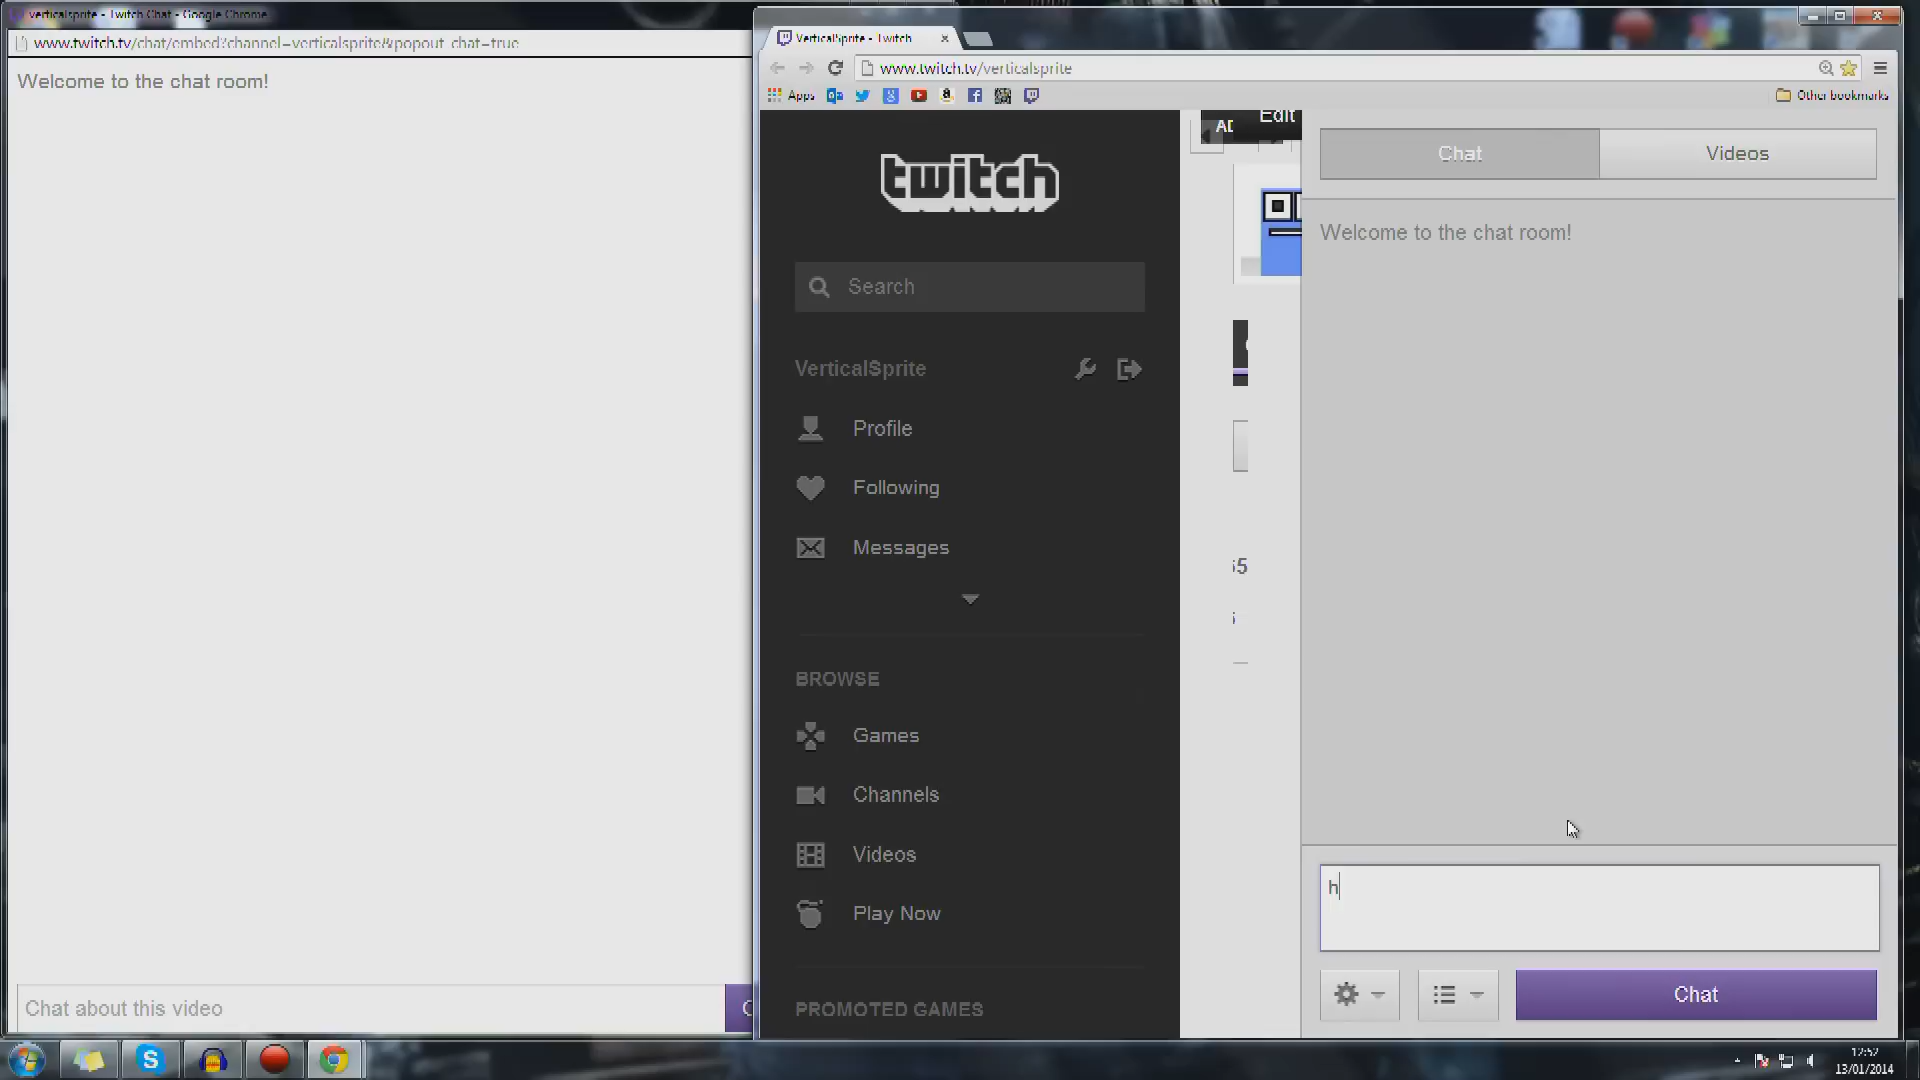 verticalsprite - Twitch Chat - Google Chrome
www.twitch.tv/chat/embed?channel=verticalsprite&popout_chat=true
Welcome to the chat room!
Chat about this video
VerticalSprite - Twitch
www.twitch.tv/verticalsprite
Apps
Other bookmarks
twitch
Search
VerticalSprite
Profile
Following
Messages
BROWSE
Games
Channels
Videos
Play Now
PROMOTED GAMES
Edit
Chat
Videos
Welcome to the chat room!
h
Chat
12:52
13/01/2014